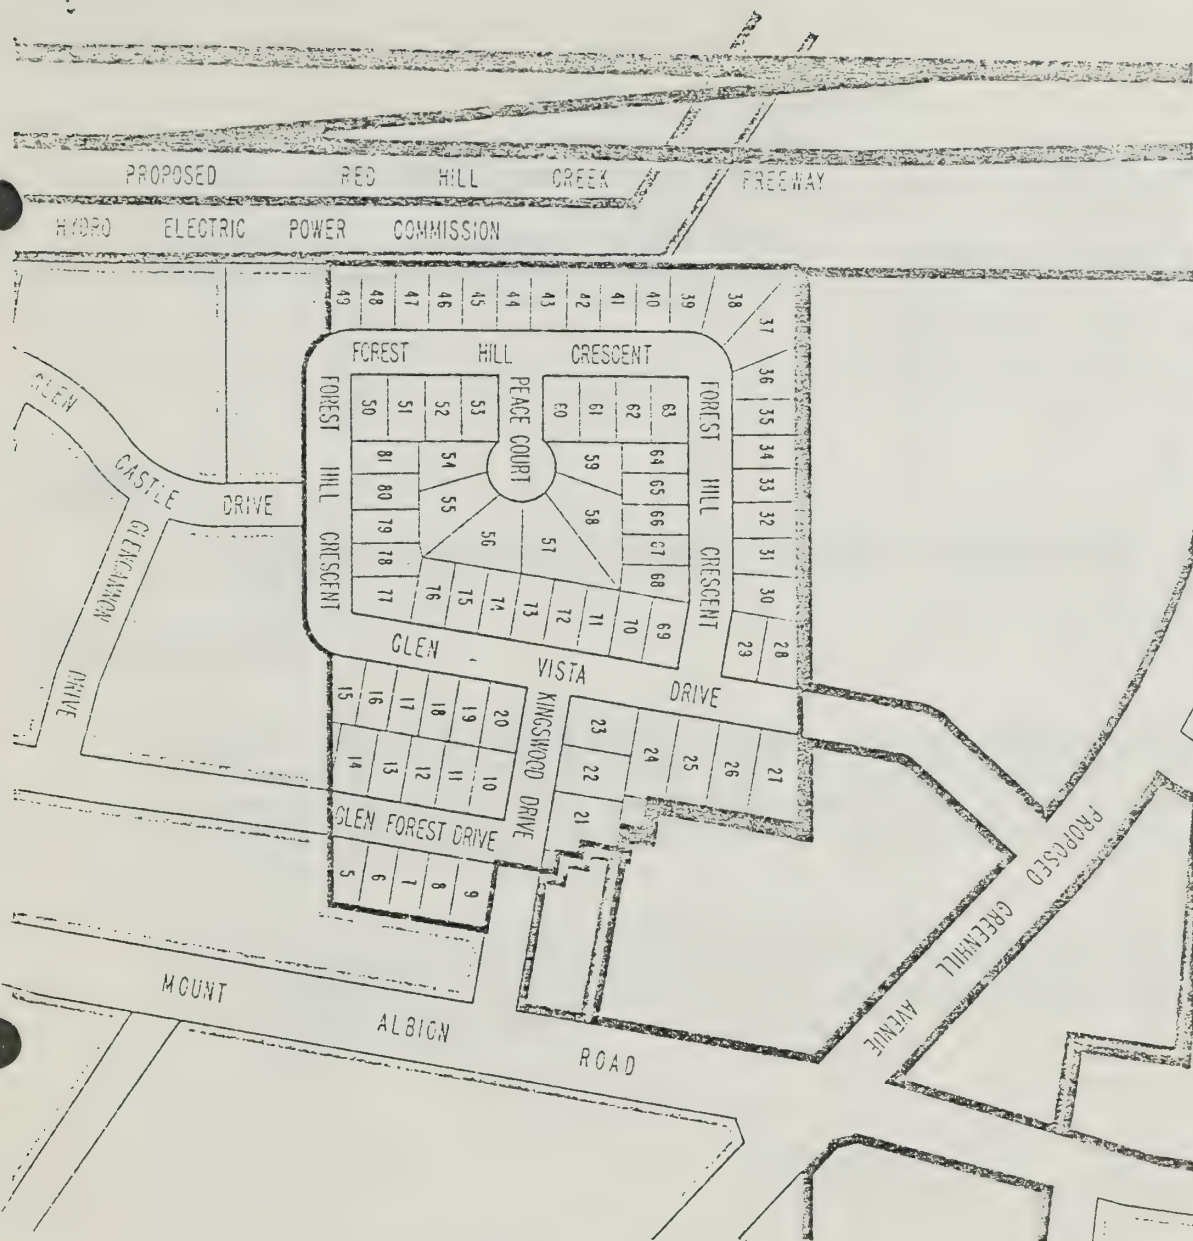 PROPOSED RED HILL CREEK FREEWAY
HYDRO ELECTRIC POWER COMMISSION
49 48 47 46 45 44 43 42 41 40 39 38
37
36
35
34
33
32
31
30
29 28
FOREST HILL CRESCENT
FOREST HILL CRESCENT
FOREST HILL CRESCENT
PEACE COURT
50 51 52 53
60 61 62 63
81
80
79
78
77
54
55
56
57
58
59
64
65
66
67
68
76 75 74 73 72 71 70 69
GLEN CASTLE DRIVE
GLENCANNON DRIVE
GLEN - VISTA DRIVE
15 16 17 18 19 20
14 13 12 11 10
KINGSWOOD DRIVE
23
22
21
24 25 26 27
GLEN FOREST DRIVE
5 6 7 8 9
PROPOSED GREENHILL AVENUE
MOUNT ALBION ROAD